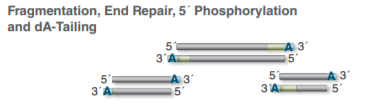 Fragmentation, End Repair, 5´ Phosphorylation
and dA-Tailing
5´ A 3´
3´A 5´
5´ A 3´
3´A 5´
5´ A 3´
3´A 5´